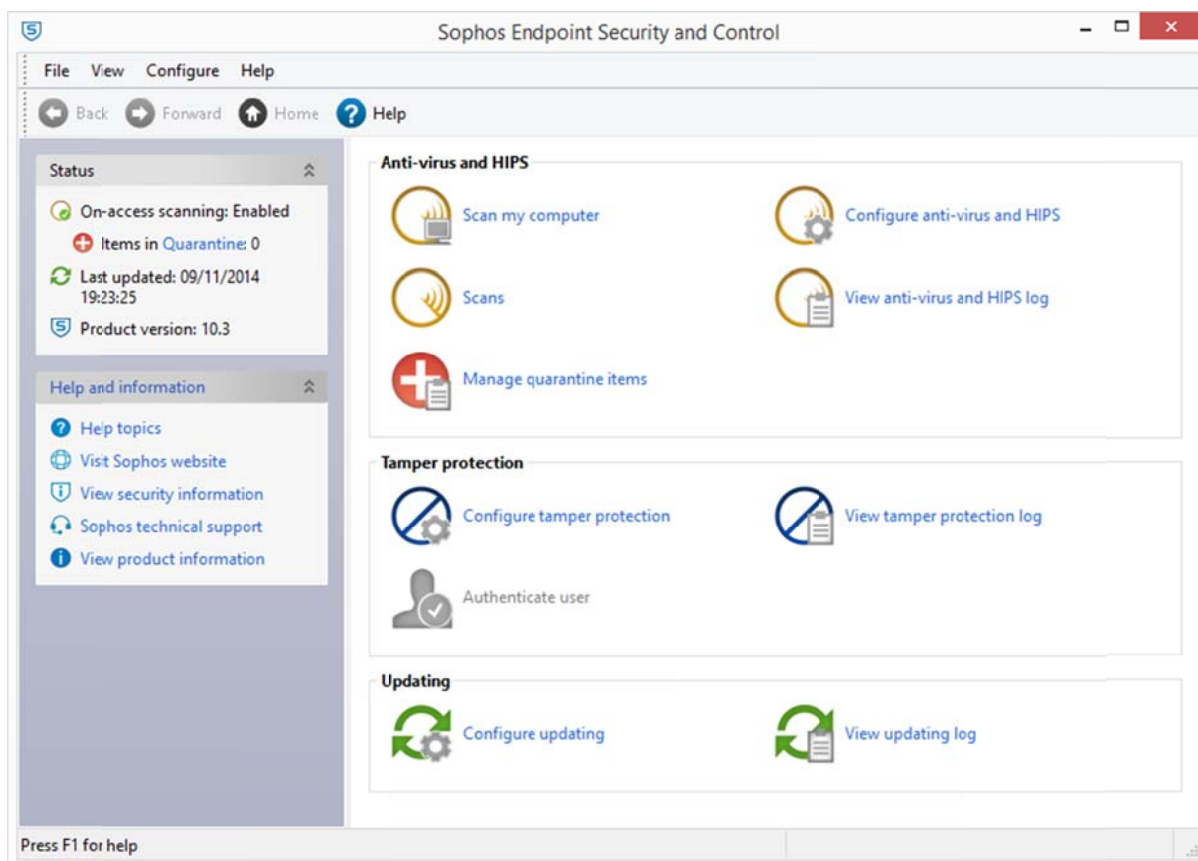 Sophos Endpoint Security and Control
File View Configure Help
Back Forward Home Help
Status
On-access scanning: Enabled
Items in Quarantine: 0
Last updated: 09/11/2014
19:23:25
Product version: 10.3
Help and information
Help topics
Visit Sophos website
View security information
Sophos technical support
View product information
Anti-virus and HIPS
Scan my computer
Configure anti-virus and HIPS
Scans
View anti-virus and HIPS log
Manage quarantine items
Tamper protection
Configure tamper protection
View tamper protection log
Authenticate user
Updating
Configure updating
View updating log
Press F1 for help